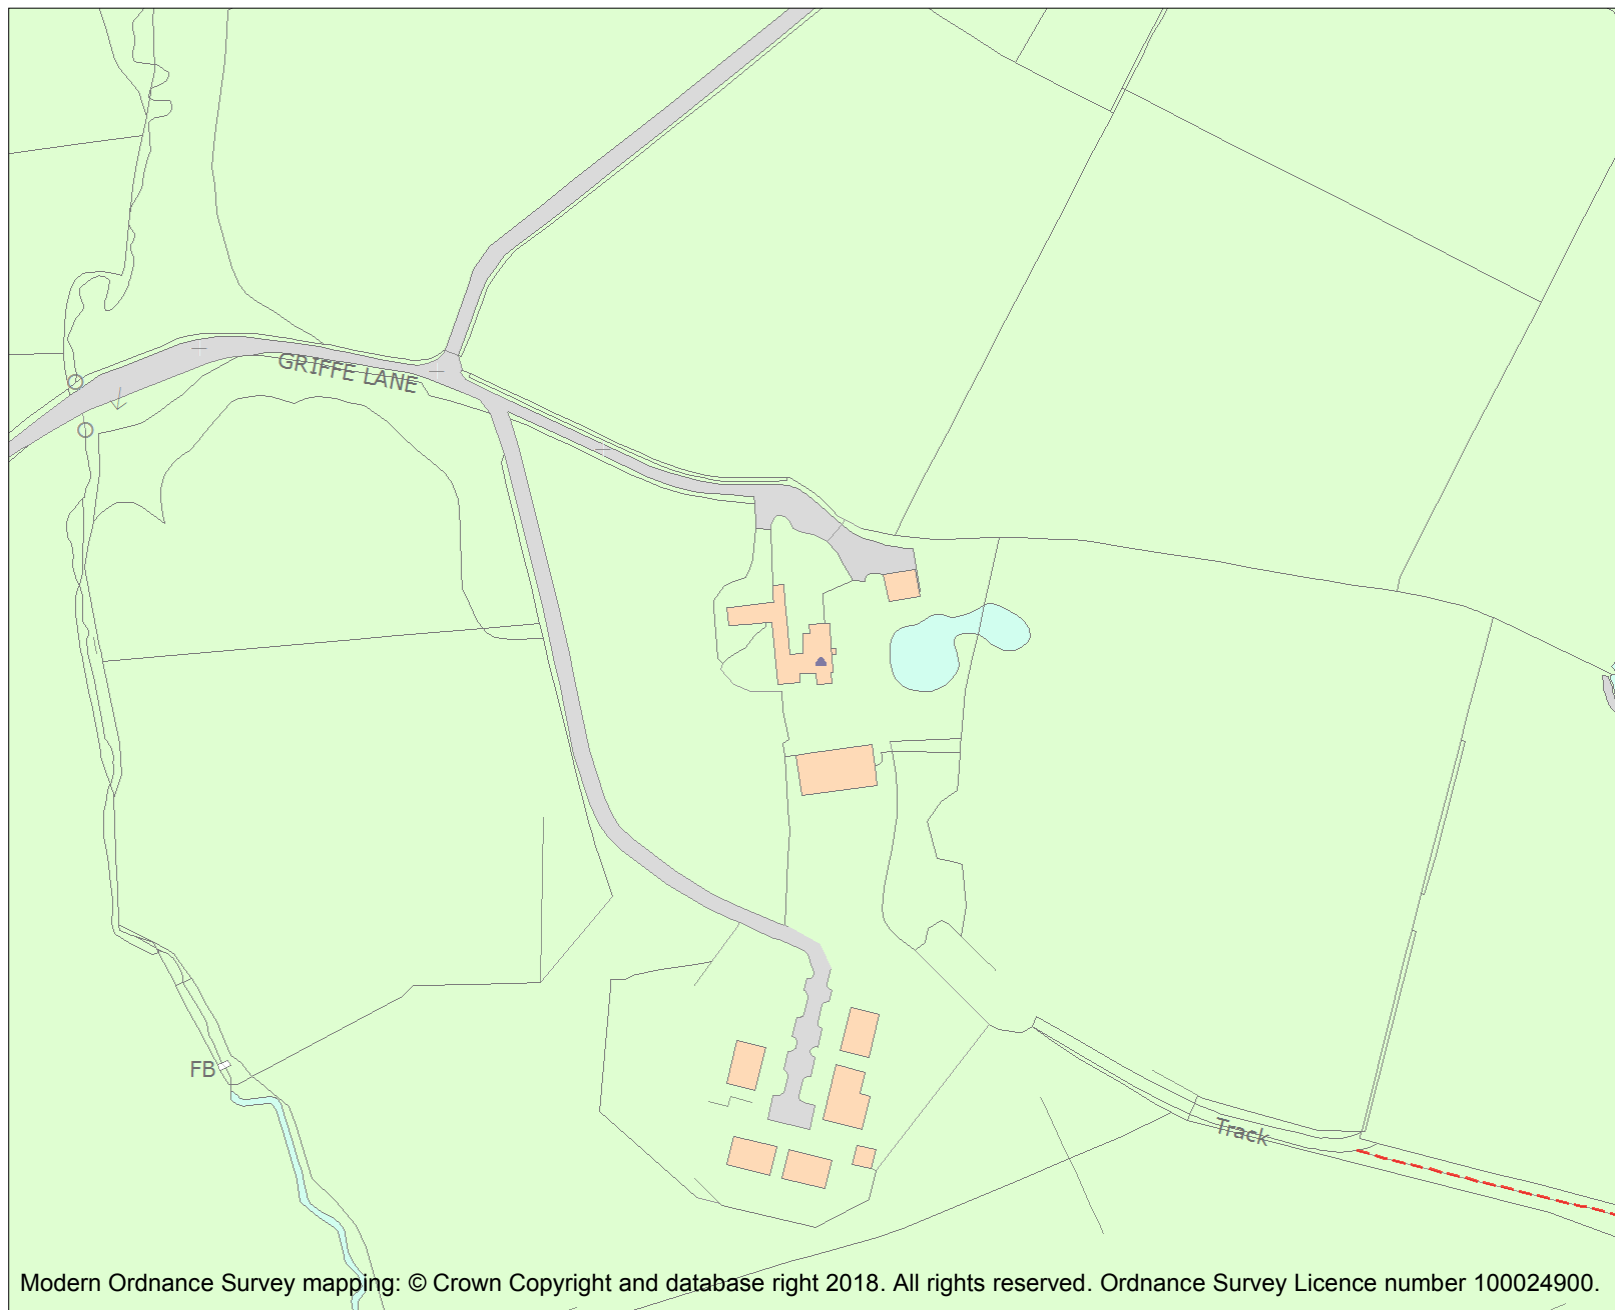 GRIFFE LANE
FB
Track
Modern Ordnance Survey mapping: © Crown Copyright and database right 2018. All rights reserved. Ordnance Survey Licence number 100024900.